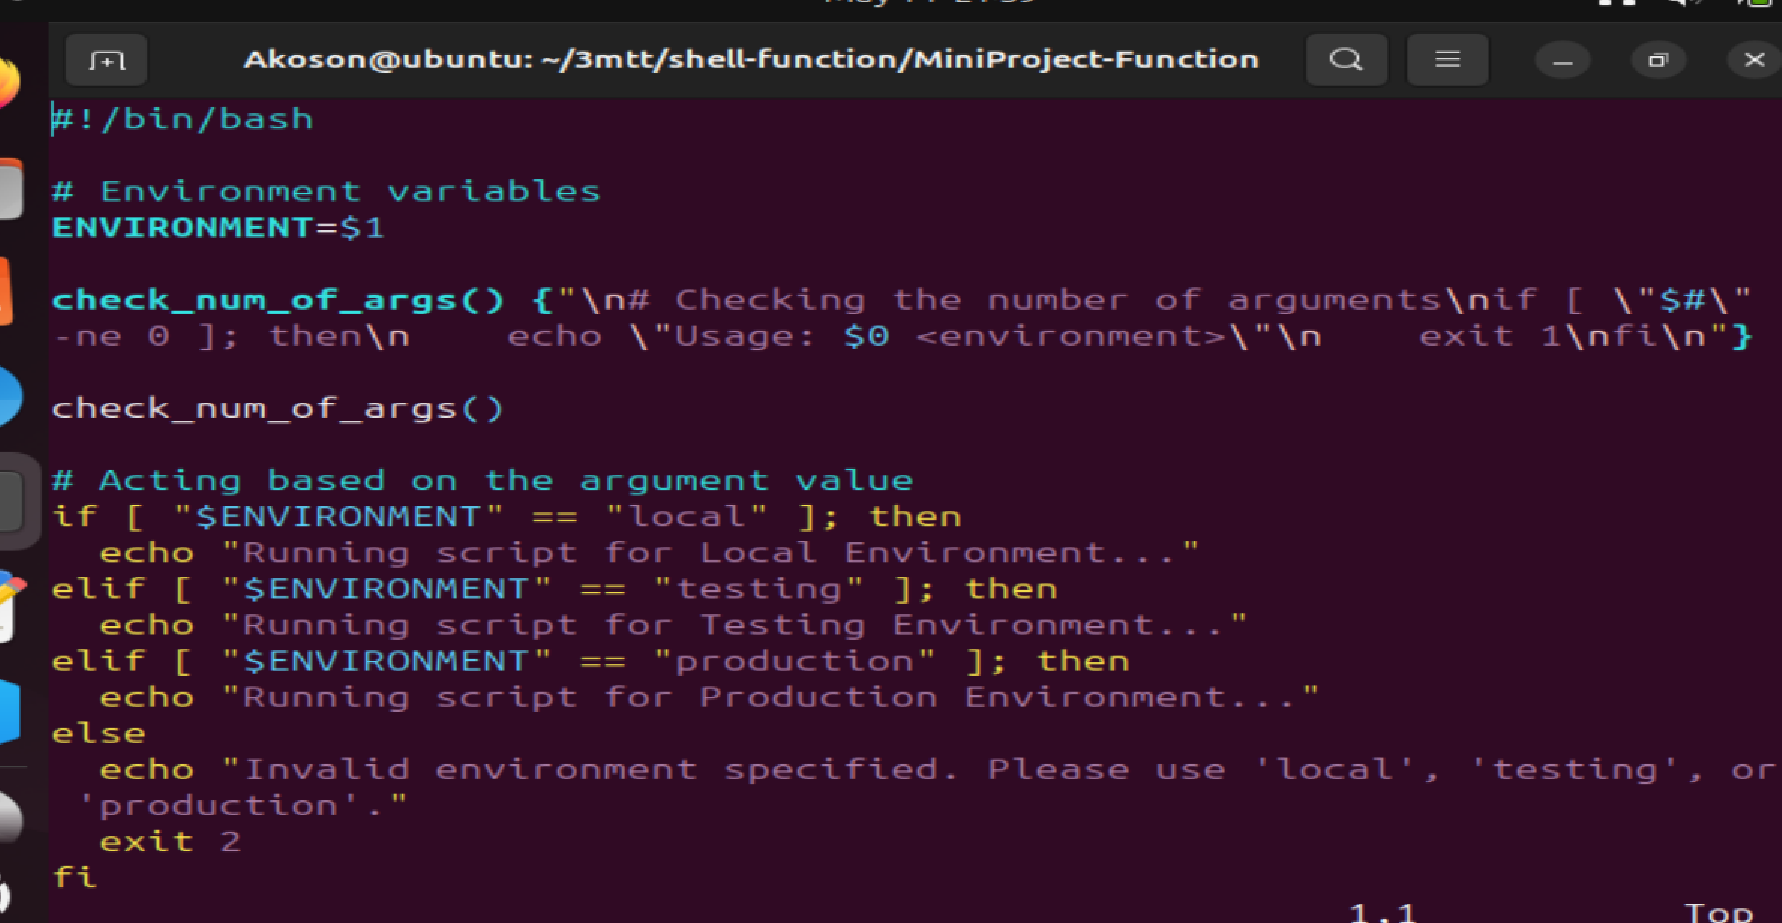 Akoson@ubuntu: ~/3mtt/shell-function/MiniProject-Function
#!/bin/bash
# Environment variables
ENVIRONMENT=$1
check_num_of_args() {"\n# Checking the number of arguments\nif [ \"$#\"
-ne 0 ]; then\n    echo \"Usage: $0 <environment>\"\n    exit 1\nfi\n"}
check_num_of_args()
# Acting based on the argument value
if [ "$ENVIRONMENT" == "local" ]; then
  echo "Running script for Local Environment..."
elif [ "$ENVIRONMENT" == "testing" ]; then
  echo "Running script for Testing Environment..."
elif [ "$ENVIRONMENT" == "production" ]; then
  echo "Running script for Production Environment..."
else
  echo "Invalid environment specified. Please use 'local', 'testing', or
 'production'."
  exit 2
fi
1,1 Top